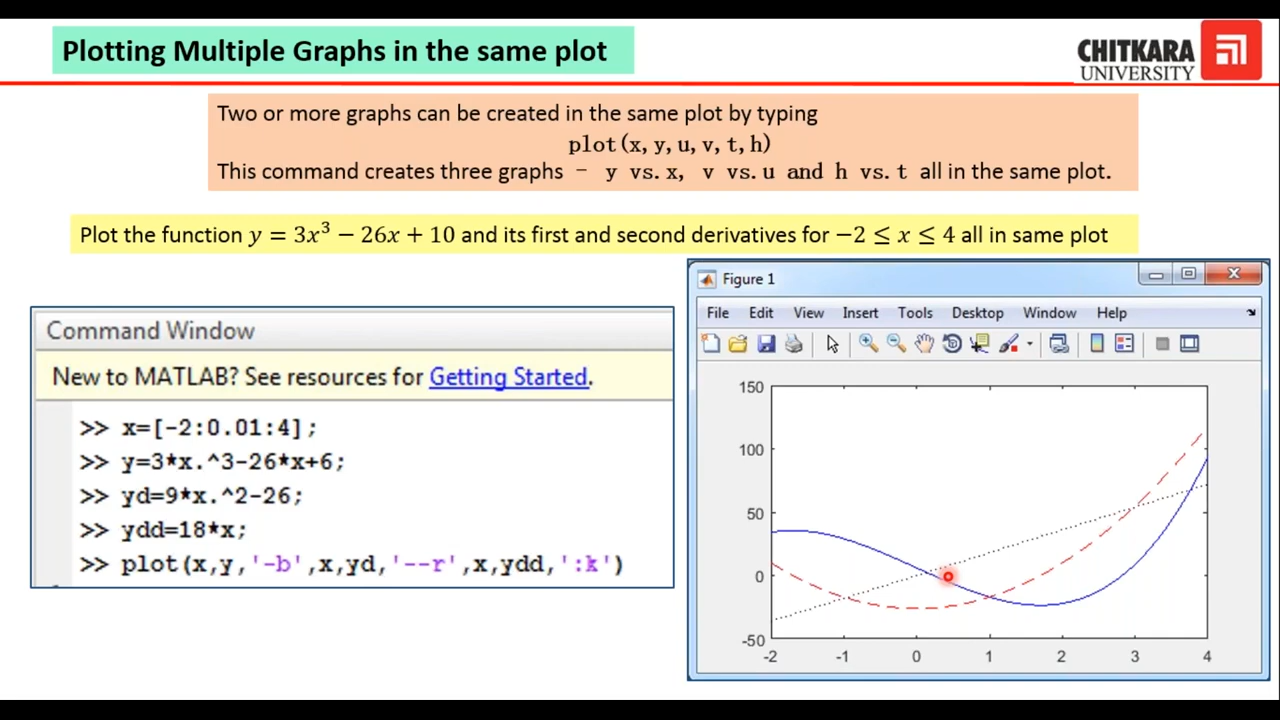 Plotting Multiple Graphs in the same plot
CHITKARA
UNIVERSITY
Two or more graphs can be created in the same plot by typing
plot(x, y, u, v, t, h)
This command creates three graphs - y vs. x, v vs. u and h vs. t all in the same plot.
Plot the function y = 3x³ − 26x + 10 and its first and second derivatives for −2 ≤ x ≤ 4 all in same plot
Command Window
New to MATLAB? See resources for Getting Started.
>> x=[-2:0.01:4];
>> y=3*x.^3-26*x+6;
>> yd=9*x.^2-26;
>> ydd=18*x;
>> plot(x,y,'-b',x,yd,'--r',x,ydd,':k')
Figure 1
File Edit View Insert Tools Desktop Window Help
150
100
50
0
-50
-2 -1 0 1 2 3 4